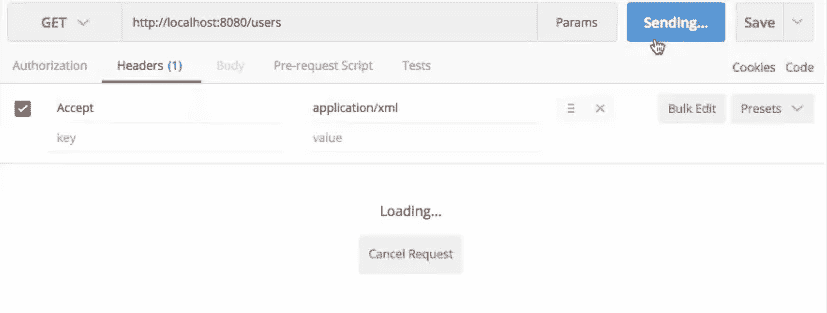 GET http://localhost:8080/users Params Sending... Save
Authorization Headers (1) Body Pre-request Script Tests Cookies Code
Accept application/xml Bulk Edit Presets
key value
Loading...
Cancel Request